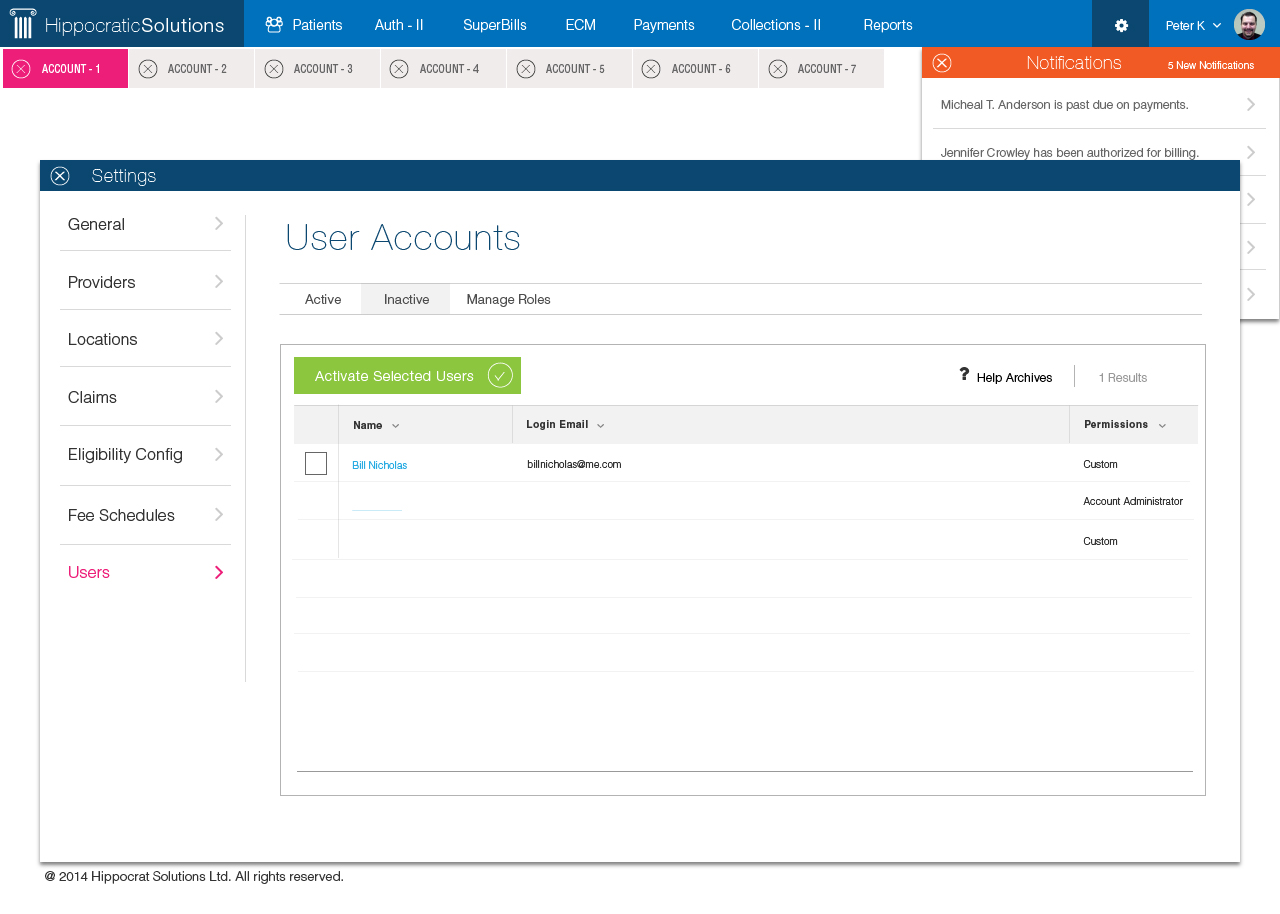 HippocraticSolutions Patients Auth - II SuperBills ECM Payments Collections - II Reports Peter K
ACCOUNT - 1 ACCOUNT - 2 ACCOUNT - 3 ACCOUNT - 4 ACCOUNT - 5 ACCOUNT - 6 ACCOUNT - 7
Notifications 5 New Notifications
Micheal T. Anderson is past due on payments.
Jennifer Crowley has been authorized for billing.
Settings
General
Providers
Locations
Claims
Eligibility Config
Fee Schedules
Users
User Accounts
Active Inactive Manage Roles
Activate Selected Users ? Help Archives 1 Results
Name Login Email Permissions
Bill Nicholas billnicholas@me.com Custom
Account Administrator
Custom
@ 2014 Hippocrat Solutions Ltd. All rights reserved.